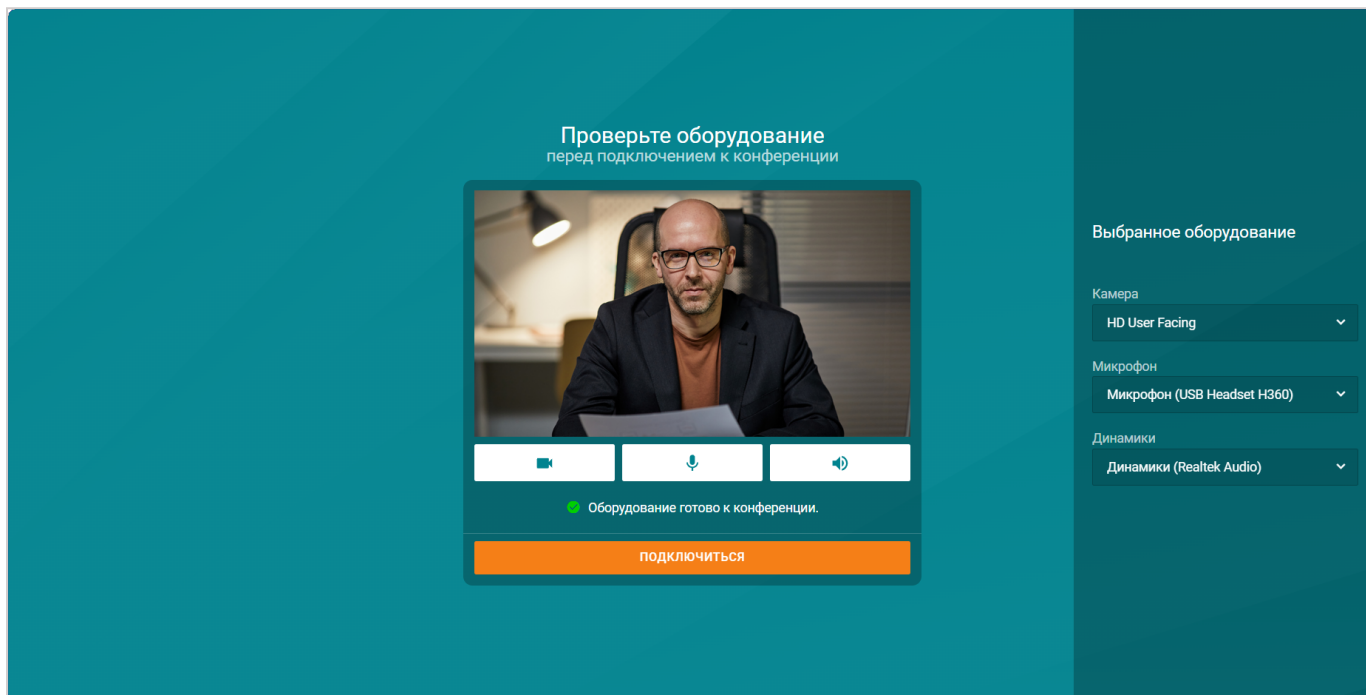 Проверьте оборудование
перед подключением к конференции
Оборудование готово к конференции.
ПОДКЛЮЧИТЬСЯ
Выбранное оборудование
Камера
HD User Facing
Микрофон
Микрофон (USB Headset H360)
Динамики
Динамики (Realtek Audio)